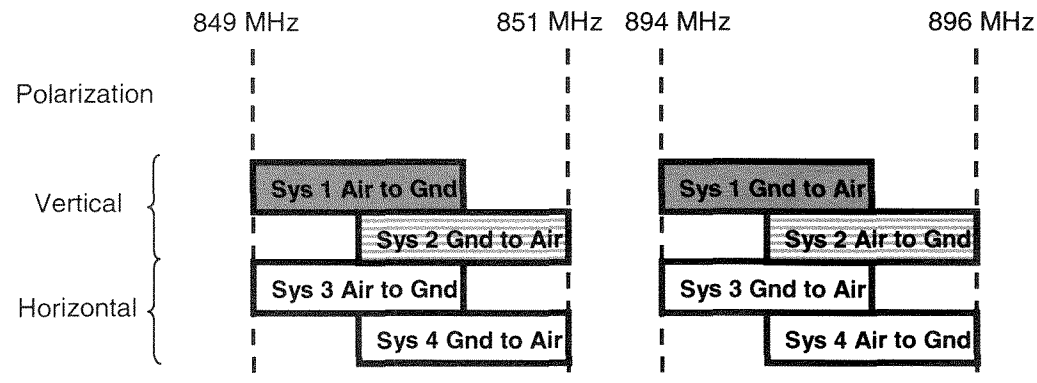 849 MHz 851 MHz 894 MHz 896 MHz
Polarization
Vertical
Sys 1 Air to Gnd Sys 1 Gnd to Air
Sys 2 Gnd to Air Sys 2 Air to Gnd
Horizontal
Sys 3 Air to Gnd Sys 3 Gnd to Air
Sys 4 Gnd to Air Sys 4 Air to Gnd